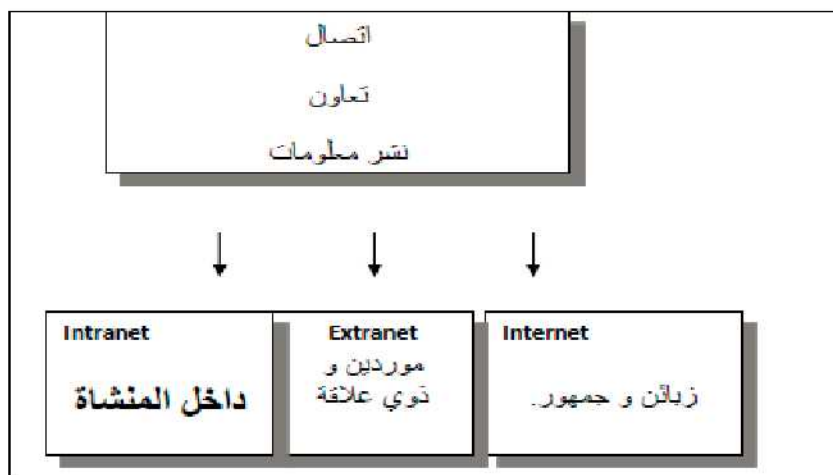 اتصال
تعاون
نشر معلومات
Intranet
داخل المنشاة
Extranet
موردين و
ذوي علاقة
Internet
زبائن و جمهور.